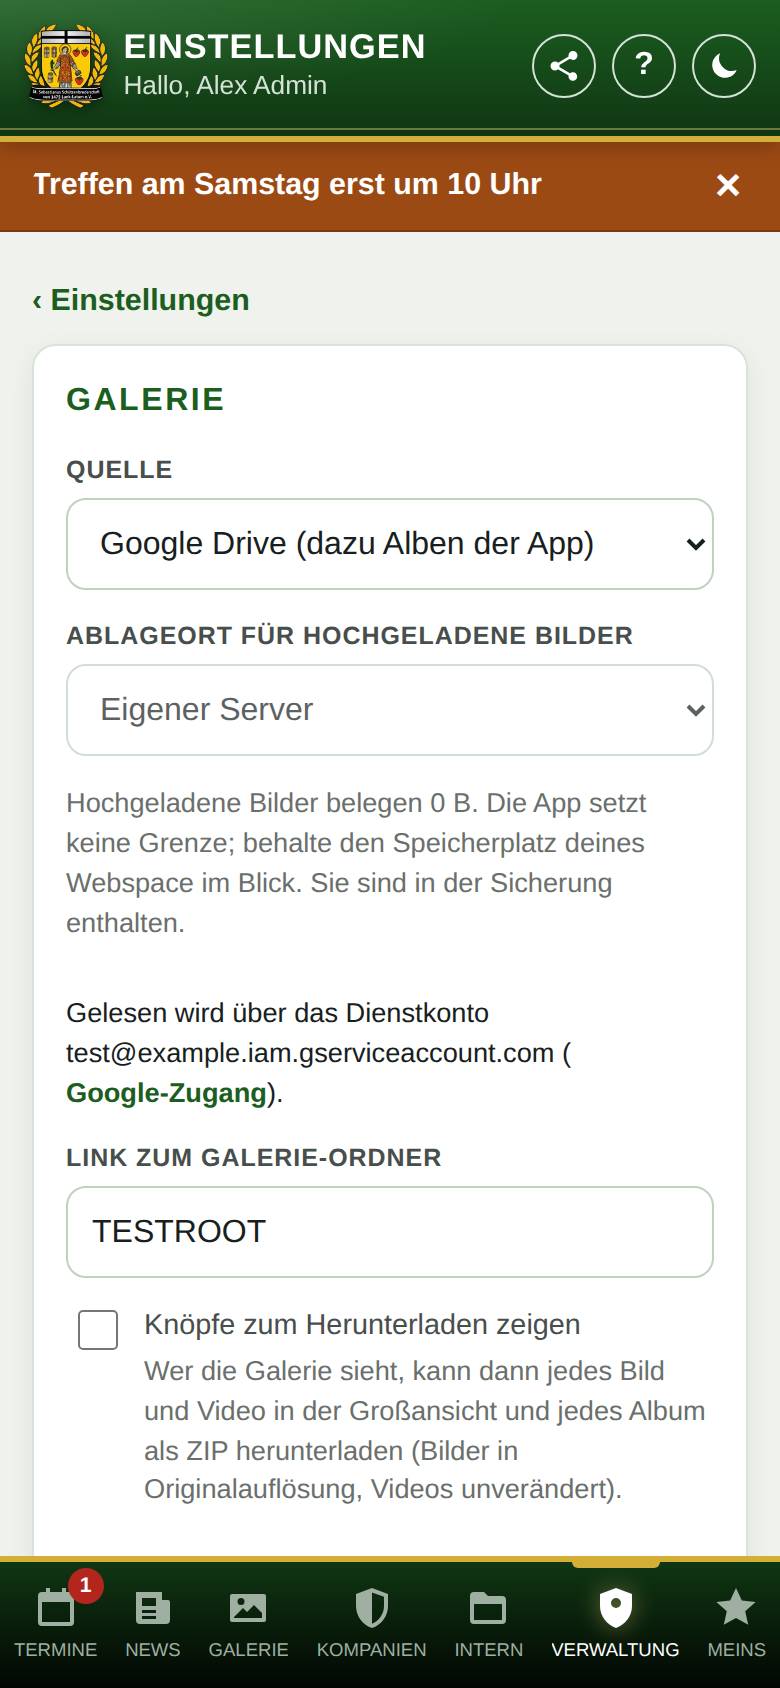 EINSTELLUNGEN
Hallo, Alex Admin
?
Treffen am Samstag erst um 10 Uhr
×
‹ Einstellungen
GALERIE
QUELLE
Google Drive (dazu Alben der App)
ABLAGEORT FÜR HOCHGELADENE BILDER
Eigener Server
Hochgeladene Bilder belegen 0 B. Die App setzt
keine Grenze; behalte den Speicherplatz deines
Webspace im Blick. Sie sind in der Sicherung
enthalten.
Gelesen wird über das Dienstkonto
test@example.iam.gserviceaccount.com (
Google-Zugang).
LINK ZUM GALERIE-ORDNER
TESTROOT
Knöpfe zum Herunterladen zeigen
Wer die Galerie sieht, kann dann jedes Bild
und Video in der Großansicht und jedes Album
als ZIP herunterladen (Bilder in
Originalauflösung, Videos unverändert).
1
TERMINE NEWS GALERIE KOMPANIEN INTERN VERWALTUNG MEINS